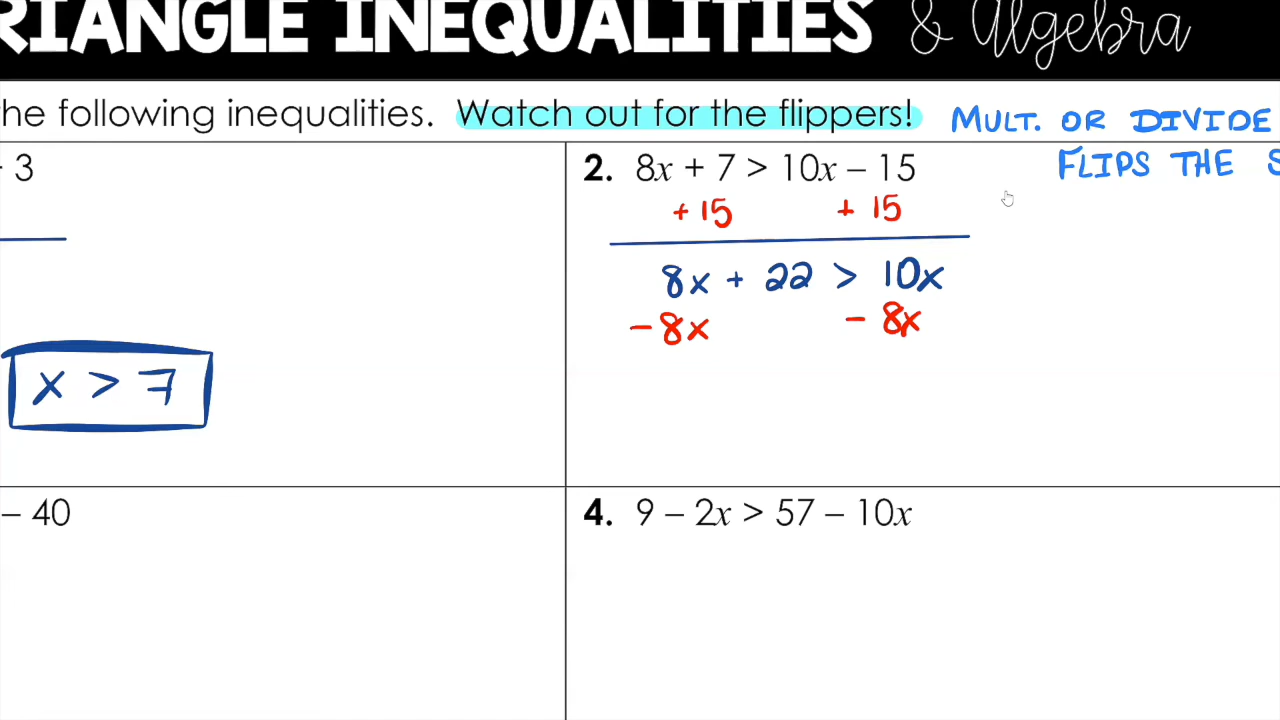 RIANGLE INEQUALITIES & Algebra
he following inequalities. Watch out for the flippers! MULT. OR DIVIDE
FLIPS THE S
3
x > 7
2. 8x + 7 > 10x – 15
+ 15 + 15
8x + 22 > 10x
- 8x - 8x
– 40
4. 9 – 2x > 57 – 10x